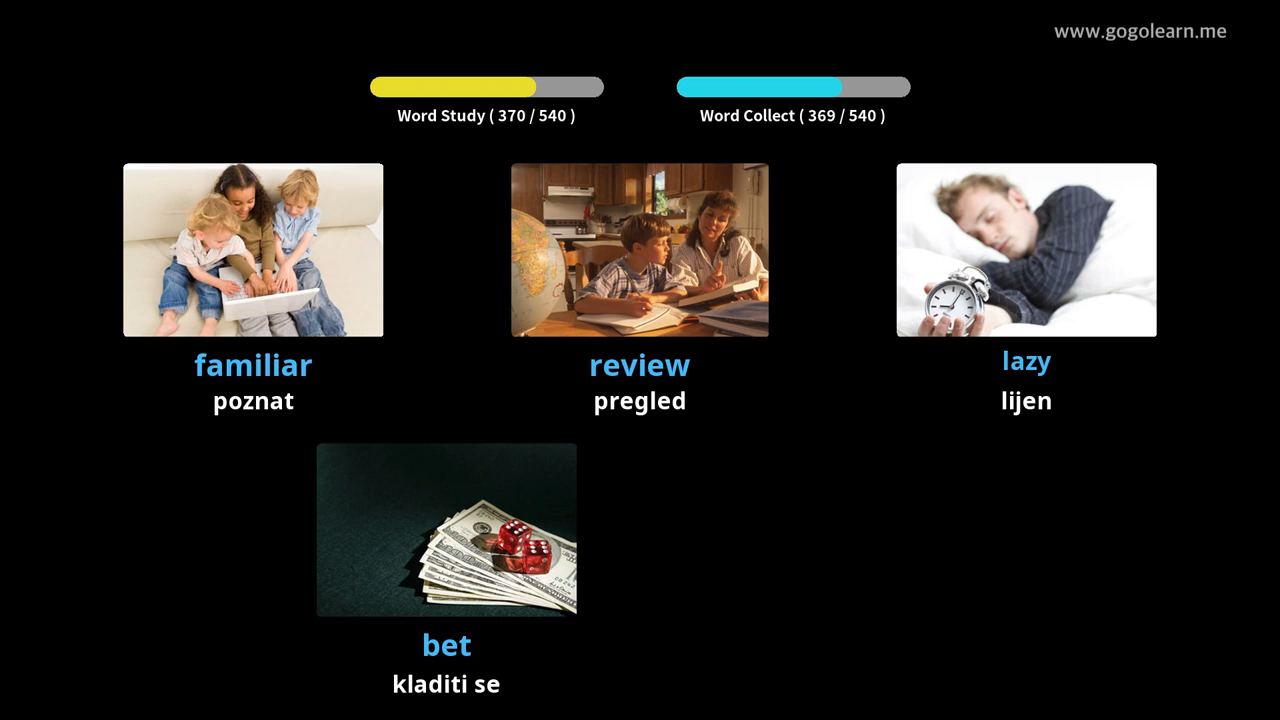 www.gogolearn.me
Word Study ( 370 / 540 )
Word Collect ( 369 / 540 )
familiar
poznat
review
pregled
lazy
lijen
bet
kladiti se